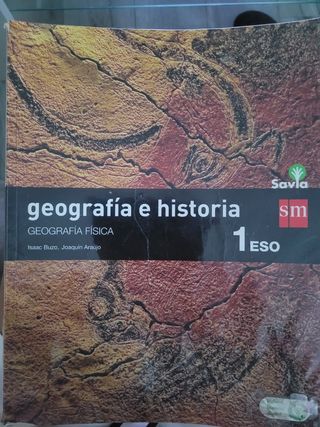 Savia
geografía e historia
sm
GEOGRAFÍA FÍSICA
1 ESO
Isaac Buzo, Joaquín Araújo